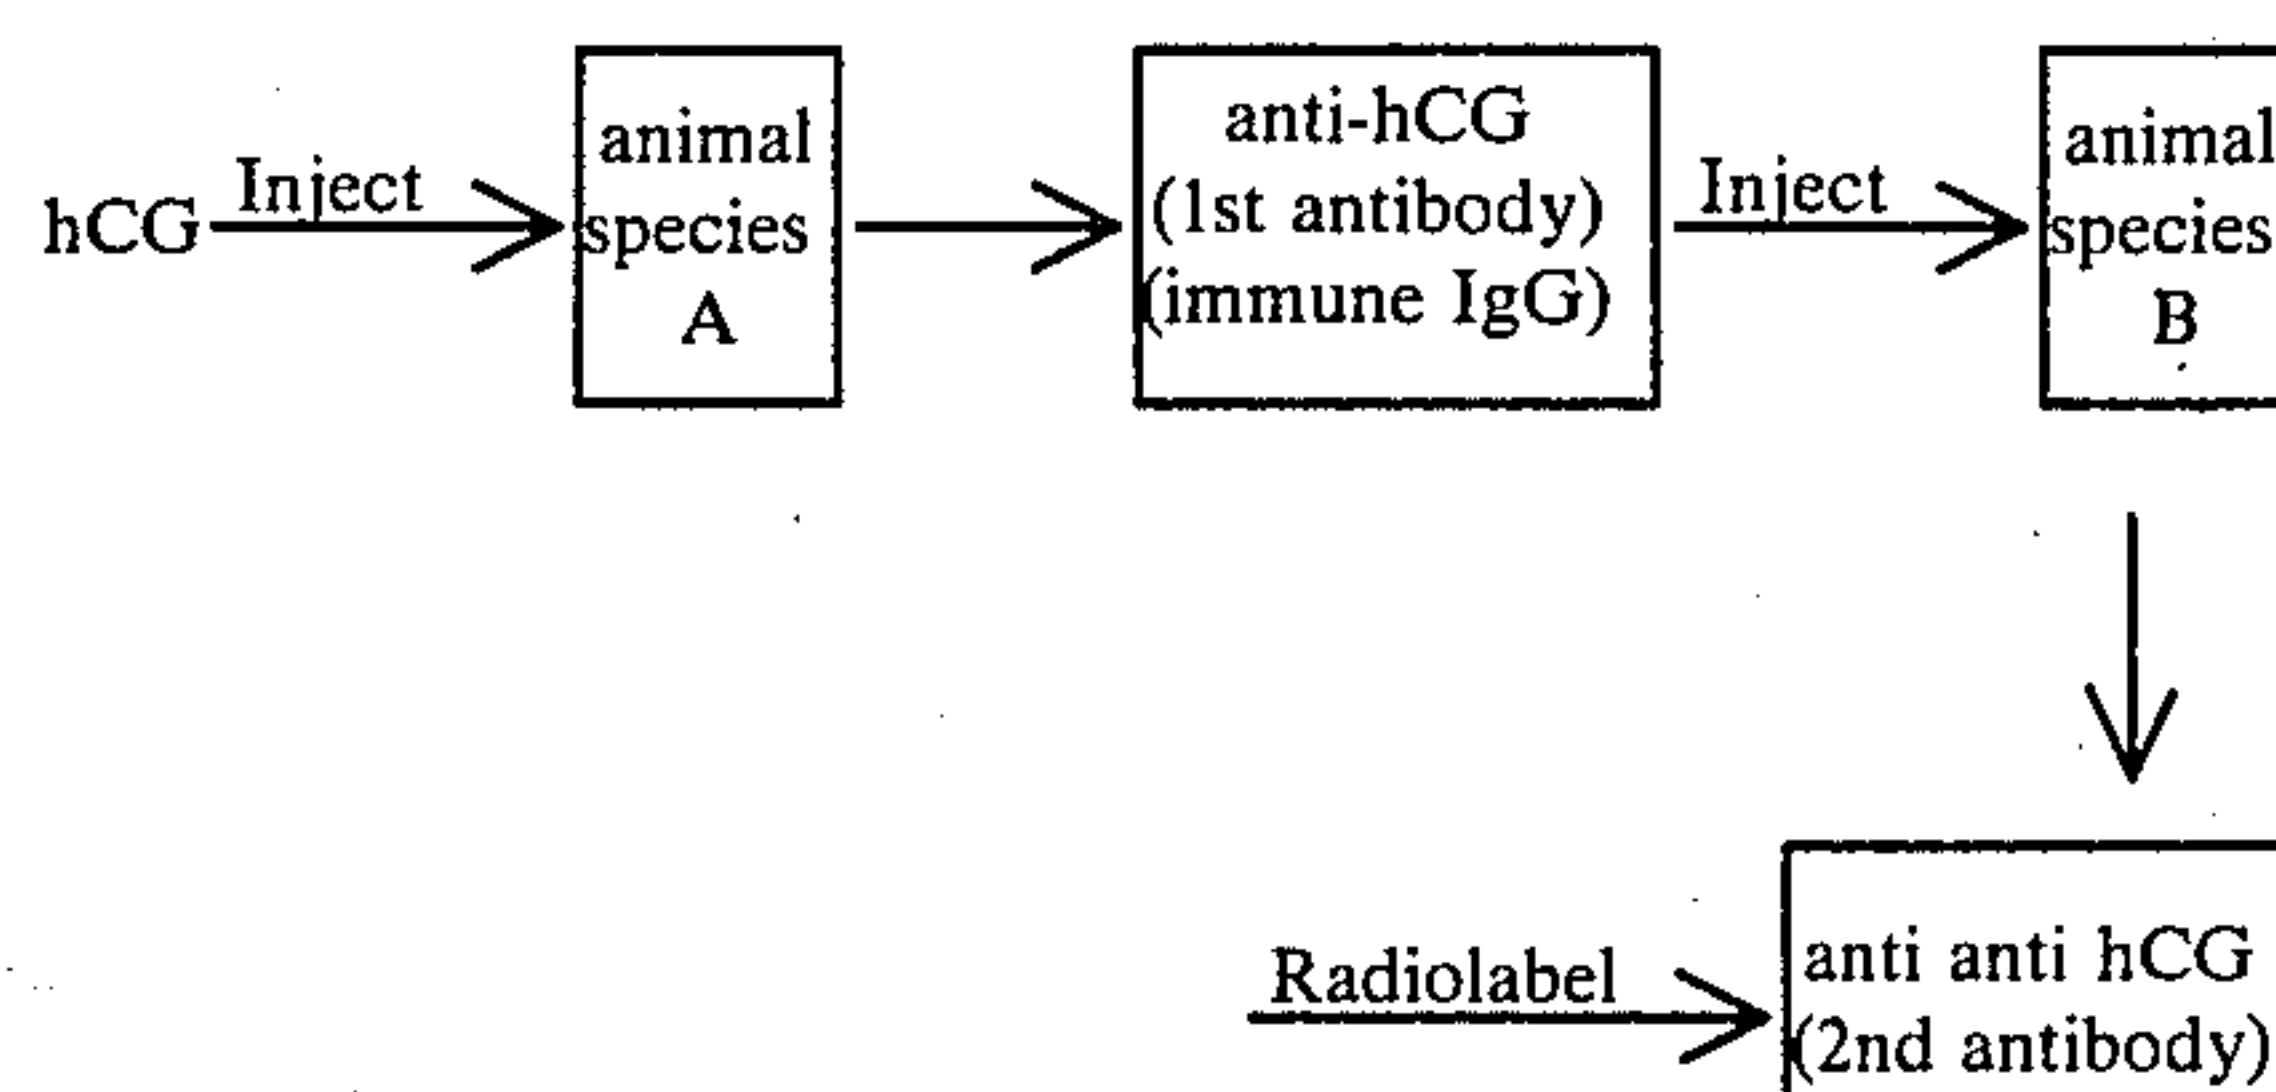 hCG
Inject
animal
species
A
anti-hCG
(1st antibody)
(immune IgG)
Inject
animal
species
B
Radiolabel
anti anti hCG
(2nd antibody)